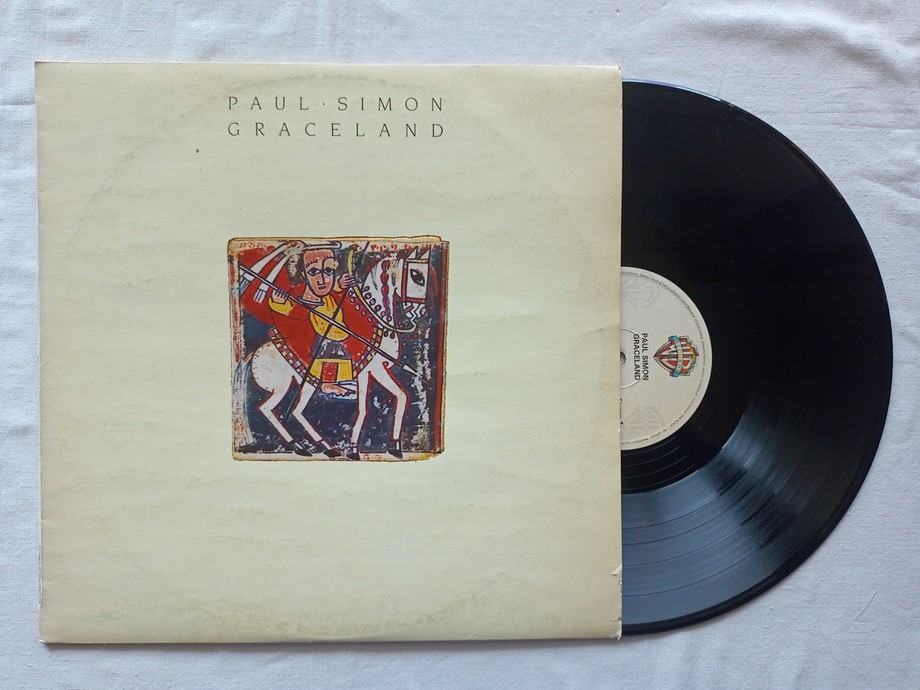 PAUL · SIMON
GRACELAND
PAUL SIMON
GRACELAND